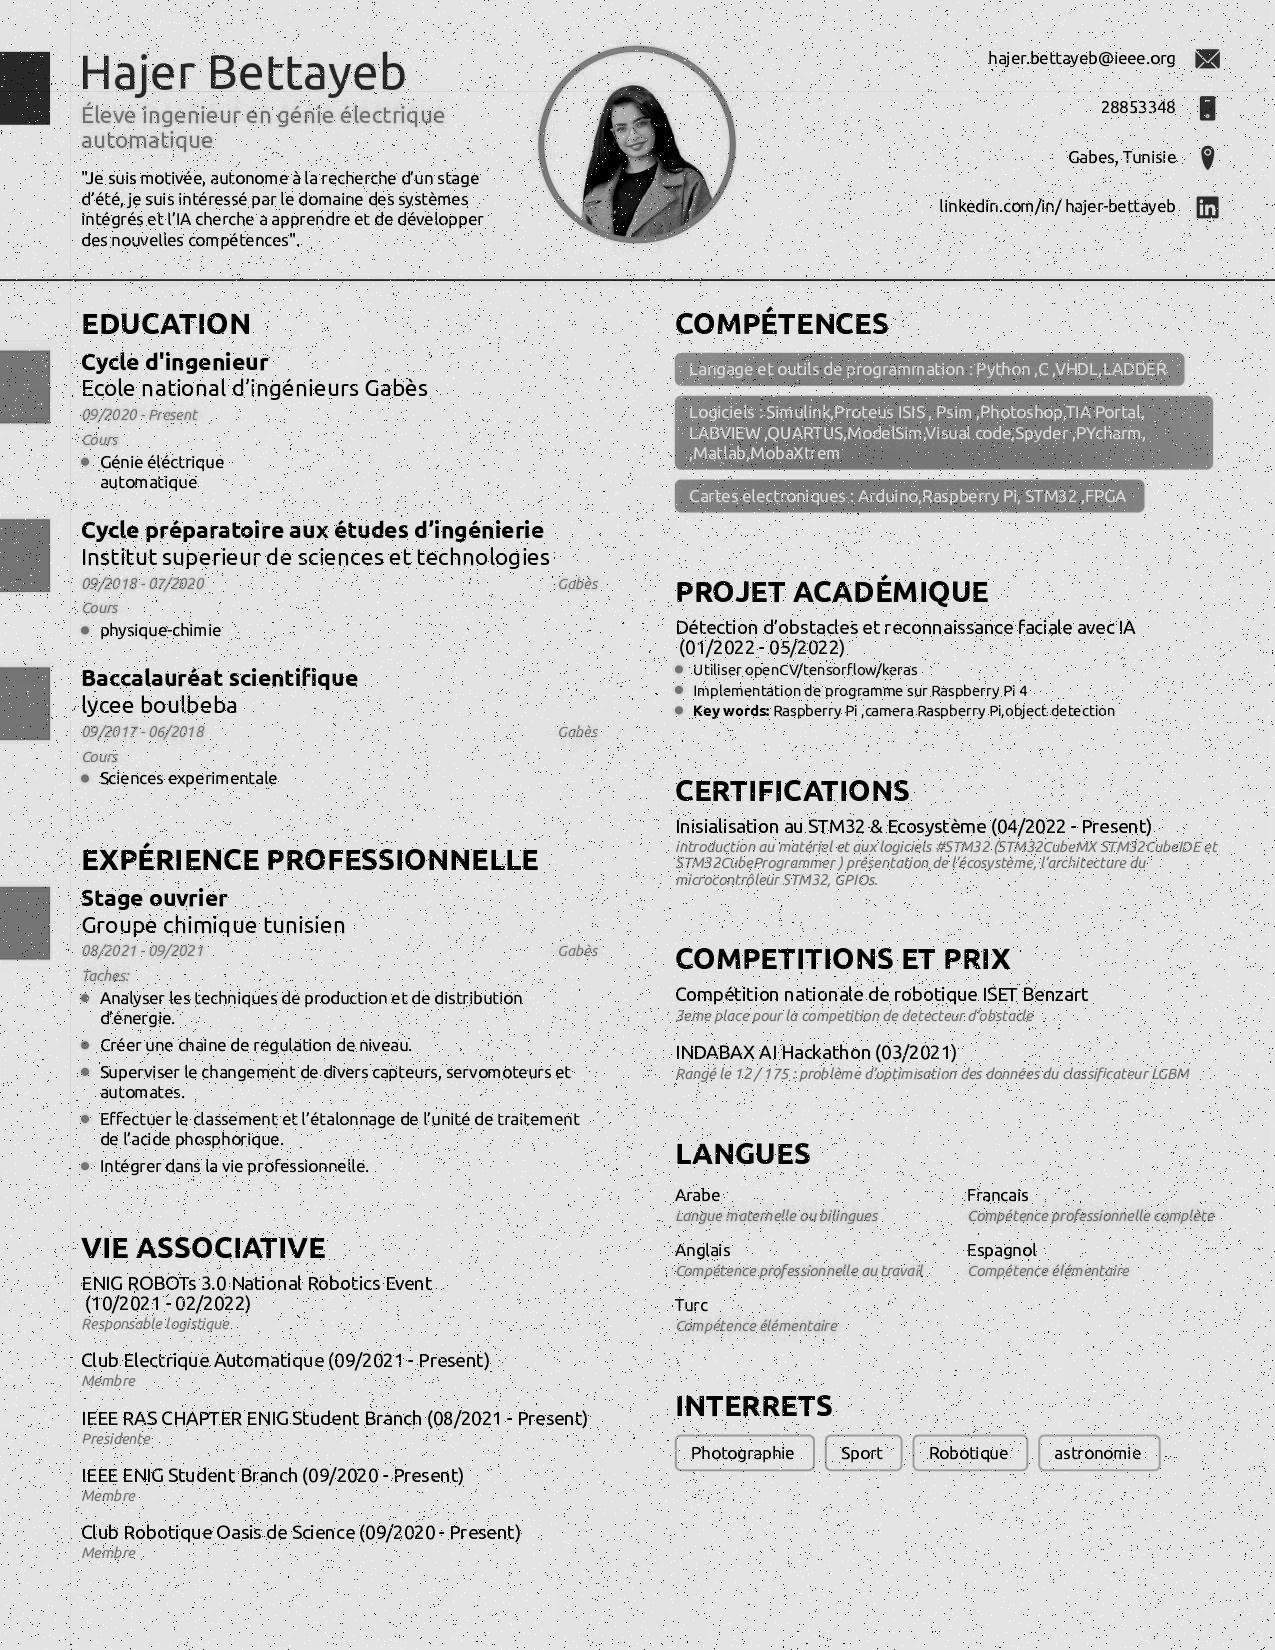 Hajer Bettayeb
Éleve ingenieur en génie électrique
automatique
"Je suis motivée, autonome à la recherche d'un stage
d'été, je suis intéressé par le domaine des systèmes
intégrés et l'IA cherche a apprendre et de développer
des nouvelles compétences".
hajer.bettayeb@ieee.org
28853348
Gabes, Tunisie
linkedin.com/in/ hajer-bettayeb
EDUCATION
Cycle d'ingenieur
Ecole national d'ingénieurs Gabès
09/2020 - Present
Cours
Génie éléctrique
automatique
Cycle préparatoire aux études d'ingénierie
Institut superieur de sciences et technologies
09/2018 - 07/2020 Gabès
Cours
physique-chimie
Baccalauréat scientifique
lycee boulbeba
09/2017 - 06/2018 Gabès
Cours
Sciences experimentale
EXPÉRIENCE PROFESSIONNELLE
Stage ouvrier
Groupe chimique tunisien
08/2021 - 09/2021 Gabès
Taches:
Analyser les techniques de production et de distribution
d'énergie.
Créer une chaine de régulation de niveau.
Superviser le changement de divers capteurs, servomoteurs et
automates.
Effectuer le classement et l'étalonnage de l'unité de traitement
de l'acide phosphorique.
Intégrer dans la vie professionnelle.
VIE ASSOCIATIVE
ENIG ROBOTs 3.0 National Robotics Event
(10/2021 - 02/2022)
Responsable logistique
Club Electrique Automatique (09/2021 - Present)
Membre
IEEE RAS CHAPTER ENIG Student Branch (08/2021 - Present)
Presidente
IEEE ENIG Student Branch (09/2020 - Present)
Membre
Club Robotique Oasis de Science (09/2020 - Present)
Membre
COMPÉTENCES
Langage et outils de programmation : Python ,C ,VHDL,LADDER
Logiciels : Simulink,Proteus ISIS , Psim ,Photoshop,TIA Portal,
LABVIEW ,QUARTUS,ModelSim,Visual code,Spyder ,PYcharm,
,Matlab,MobaXtrem
Cartes électroniques : Arduino,Raspberry Pi, STM32 ,FPGA
PROJET ACADÉMIQUE
Détection d'obstacles et reconnaissance faciale avec IA
(01/2022 - 05/2022)
Utiliser openCV/tensorflow/keras
Implementation de programme sur Raspberry Pi 4
Key words: Raspberry Pi ,camera Raspberry Pi,object detection
CERTIFICATIONS
Inisialisation au STM32 & Ecosystème (04/2022 - Present)
introduction au matériel et aux logiciels #STM32 (STM32CubeMX STM32CubeIDE et
STM32CubeProgrammer ) présentation de l'écosystème, l'architecture du
microcontrôleur STM32, GPIOs.
COMPETITIONS ET PRIX
Compétition nationale de robotique ISET Benzart
3eme place pour la competition de detecteur d'obstacle
INDABAX AI Hackathon (03/2021)
Rangé le 12 / 175 : problème d'optimisation des données du classificateur LGBM
LANGUES
Arabe
Langue maternelle ou bilingues
Francais
Compétence professionnelle complète
Anglais
Compétence professionnelle au travail
Espagnol
Compétence élémentaire
Turc
Compétence élémentaire
INTERRETS
Photographie Sport Robotique astronomie